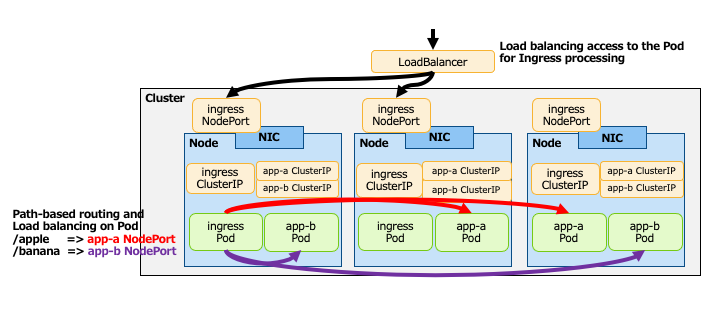 Load balancing access to the Pod
for Ingress processing
LoadBalancer
Cluster
ingress
NodePort
ingress
NodePort
ingress
NodePort
Node
NIC
Node
NIC
Node
NIC
ingress
ClusterIP
app-a ClusterIP
app-b ClusterIP
ingress
ClusterIP
app-a ClusterIP
app-b ClusterIP
ingress
ClusterIP
app-a ClusterIP
app-b ClusterIP
Path-based routing and
Load balancing on Pod
/apple => app-a NodePort
/banana => app-b NodePort
ingress
Pod
app-b
Pod
ingress
Pod
app-a
Pod
app-a
Pod
app-b
Pod